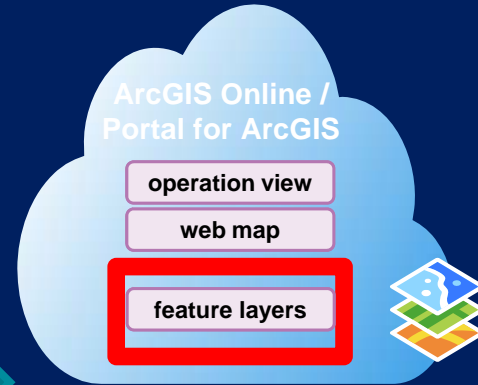 ArcGIS Online /
Portal for ArcGIS
operation view
web map
feature layers